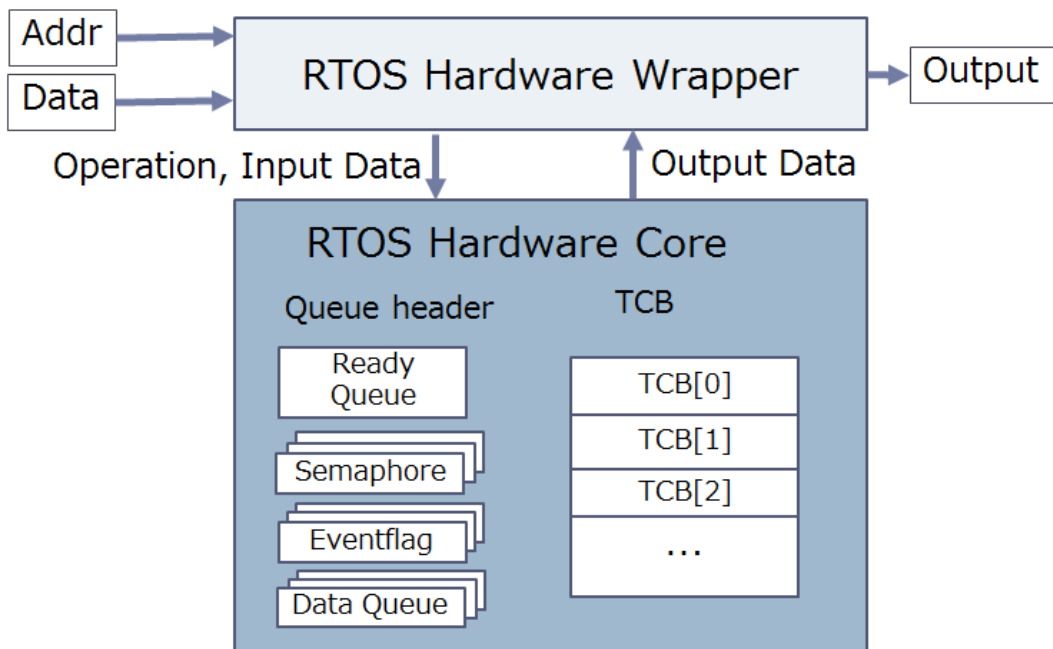 Addr
Data
RTOS Hardware Wrapper
Output
Operation, Input Data
Output Data
RTOS Hardware Core
Queue header
TCB
Ready
Queue
Semaphore
Eventflag
Data Queue
TCB[0]
TCB[1]
TCB[2]
...